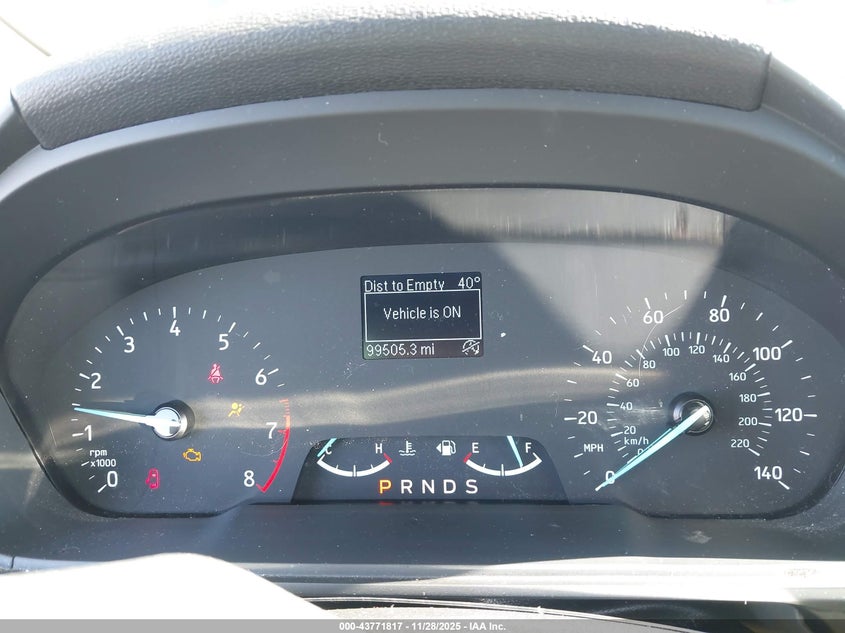 Dist to Empty 40°
Vehicle is ON
99505.3 mi
0 1 2 3 4 5 6 7 8
rpm
x1000
C H
E F
P R N D S
0 20 40 60 80 100 120 140
MPH
0 20 40 60 80 100 120 140 160 180 200 220
km/h
000-43771817 - 11/28/2025 - IAA Inc.